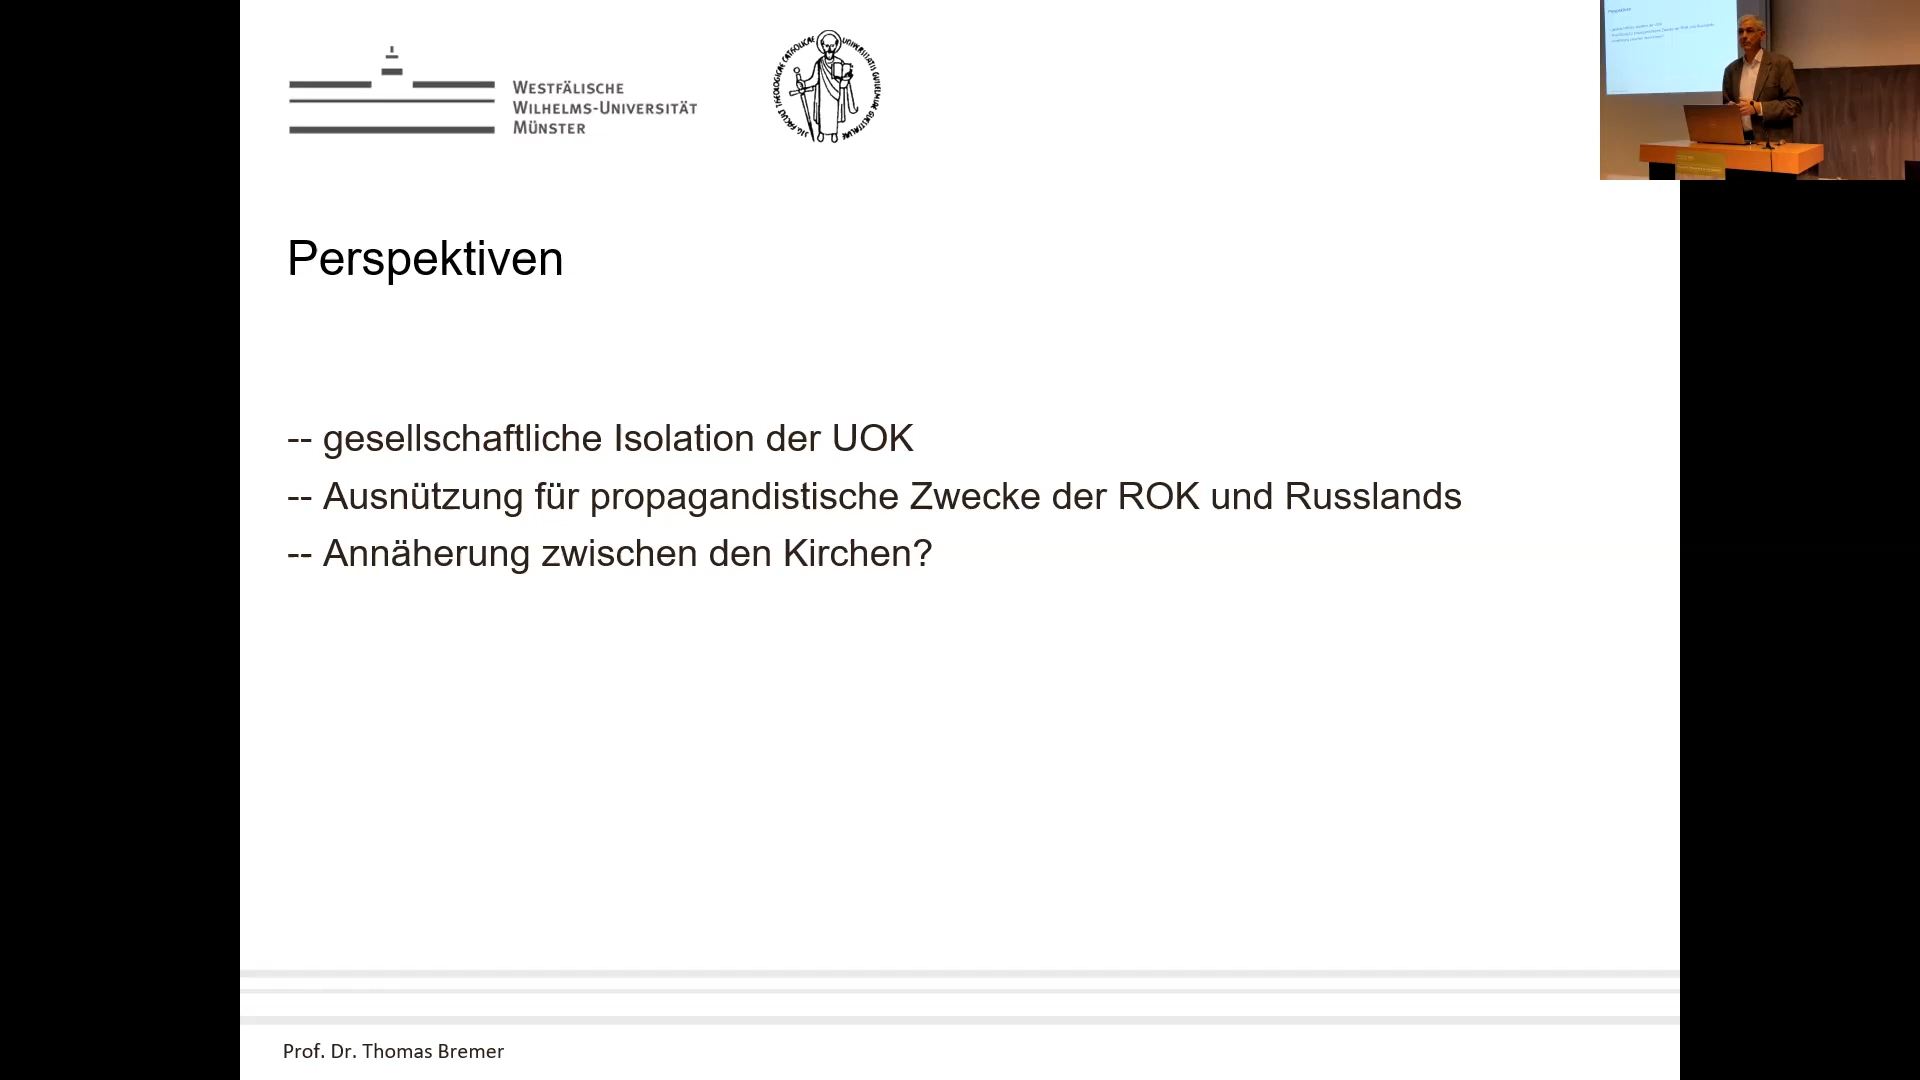 WESTFÄLISCHE
WILHELMS-UNIVERSITÄT
MÜNSTER
Perspektiven
-- gesellschaftliche Isolation der UOK
-- Ausnützung für propagandistische Zwecke der ROK und Russlands
-- Annäherung zwischen den Kirchen?
Prof. Dr. Thomas Bremer